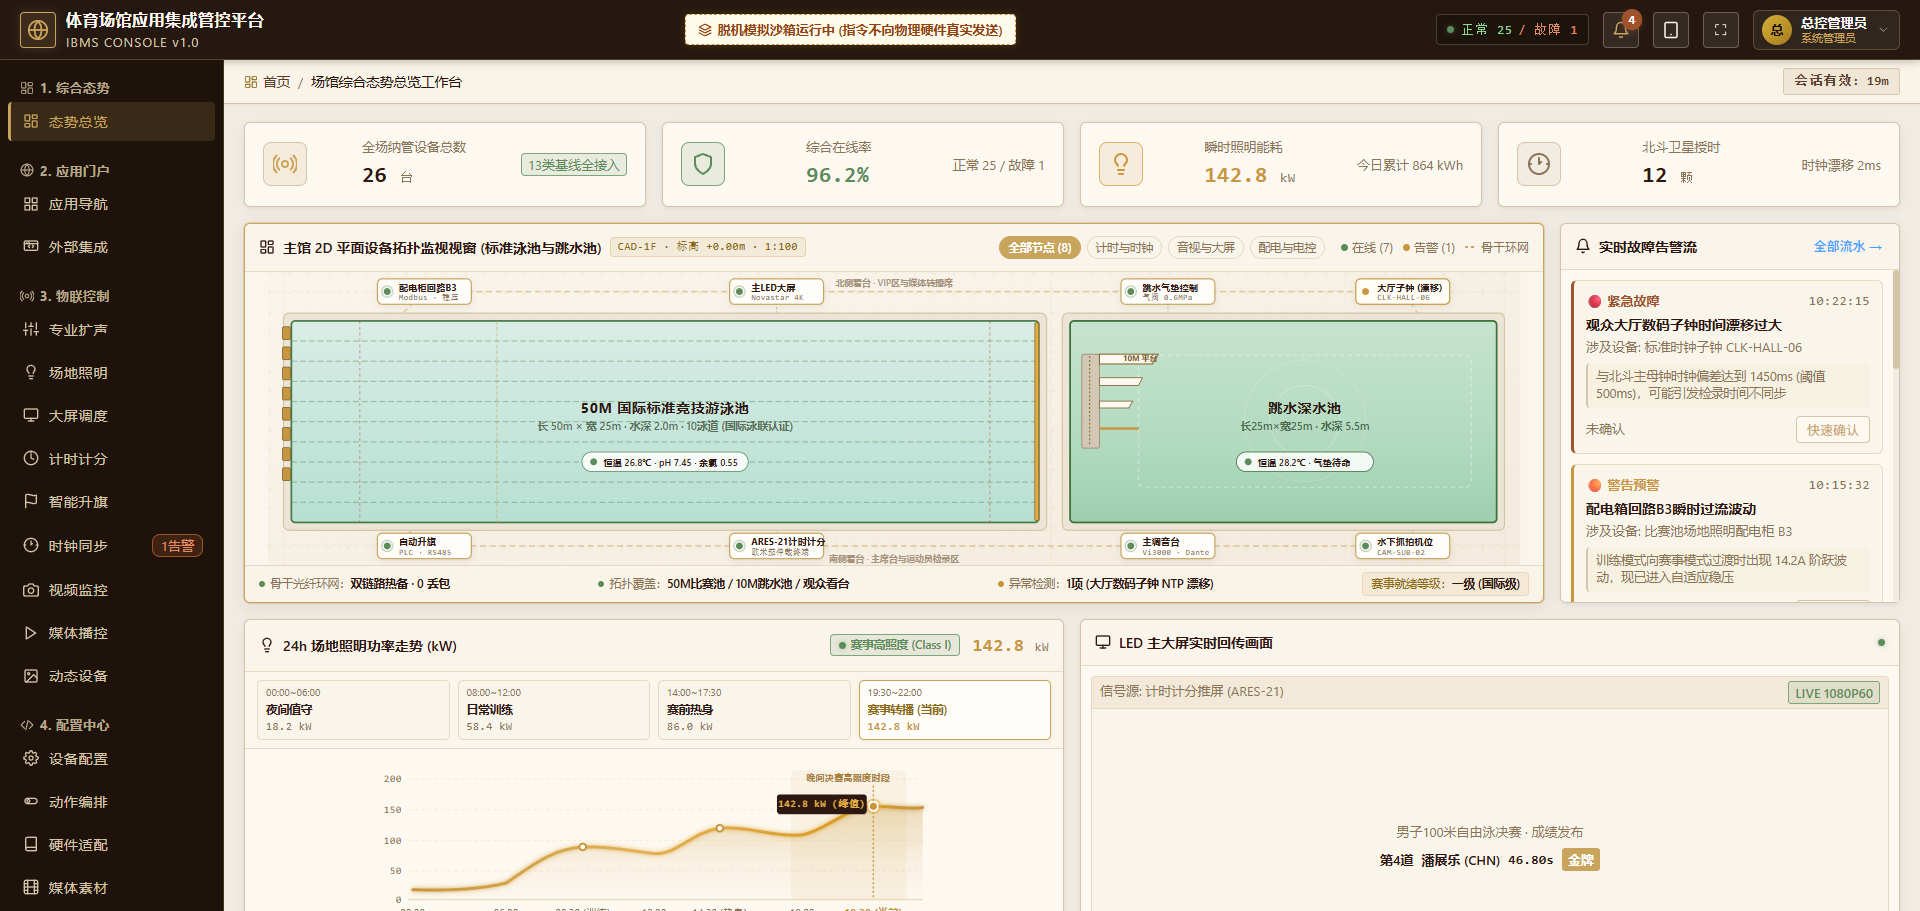 体育场馆应用集成管控平台
IBMS CONSOLE v1.0
脱机模拟沙箱运行中 (指令不向物理硬件真实发送)
正常 25 / 故障 1
4
总
总控管理员
系统管理员
1. 综合态势
态势总览
2. 应用门户
应用导航
外部集成
3. 物联控制
专业扩声
场地照明
大屏调度
计时计分
智能升旗
时钟同步
1告警
视频监控
媒体播控
动态设备
4. 配置中心
设备配置
动作编排
硬件适配
媒体素材
首页 / 场馆综合态势总览工作台
会话有效: 19m
全场纳管设备总数
26 台
13类基线全接入
综合在线率
96.2%
正常 25 / 故障 1
瞬时照明能耗
142.8 kW
今日累计 864 kWh
北斗卫星授时
12 颗
时钟漂移 2ms
主馆 2D 平面设备拓扑监视视窗 (标准泳池与跳水池)
CAD-1F · 标高 +0.00m · 1:100
全部节点 (8)
计时与时钟
音视与大屏
配电与电控
在线 (7)
告警 (1)
骨干环网
配电柜回路B3
Modbus · 稳压
主LED大屏
Novastar 4K
北侧看台 · VIP区与媒体转播席
跳水气垫控制
气阀 0.6MPa
大厅子钟 (漂移)
CLK-HALL-06
50M 国际标准竞技游泳池
长 50m × 宽 25m · 水深 2.0m · 10泳道 (国际泳联认证)
恒温 26.8℃ · pH 7.45 · 余氯 0.55
10M 平台
跳水深水池
长25m×宽25m · 水深 5.5m
恒温 28.2℃ · 气垫待命
自动升旗
PLC · RS485
ARES-21计时计分
欧米茄仲裁终端
南侧看台 · 主席台与运动员检录区
主调音台
Vi3000 · Dante
水下抓拍机位
CAM-SUB-02
骨干光纤环网: 双链路热备 · 0 丢包
拓扑覆盖: 50M比赛池 / 10M跳水池 / 观众看台
异常检测: 1项 (大厅数码子钟 NTP 漂移)
赛事就绪等级: 一级 (国际级)
实时故障告警流
全部流水 →
紧急故障
10:22:15
观众大厅数码子钟时间漂移过大
涉及设备: 标准时钟子钟 CLK-HALL-06
与北斗主母钟时钟偏差达到 1450ms (阈值
500ms)，可能引发检录时间不同步
未确认
快速确认
警告预警
10:15:32
配电箱回路B3瞬时过流波动
涉及设备: 比赛池场地照明配电柜 B3
训练模式向赛事模式过渡时出现 14.2A 阶跃波
动，现已进入自适应稳压
24h 场地照明功率走势 (kW)
赛事高照度 (Class I)
142.8 kW
00:00~06:00
夜间值守
18.2 kW
08:00~12:00
日常训练
58.4 kW
14:00~17:30
赛前热身
86.0 kW
19:30~22:00
赛事转播 (当前)
142.8 kW
200
150
100
50
0
晚间决赛高照度时段
142.8 kW (峰值)
LED 主大屏实时回传画面
信号源: 计时计分推屏 (ARES-21)
LIVE 1080P60
男子100米自由泳决赛 · 成绩发布
第4道 潘展乐 (CHN) 46.80s 金牌